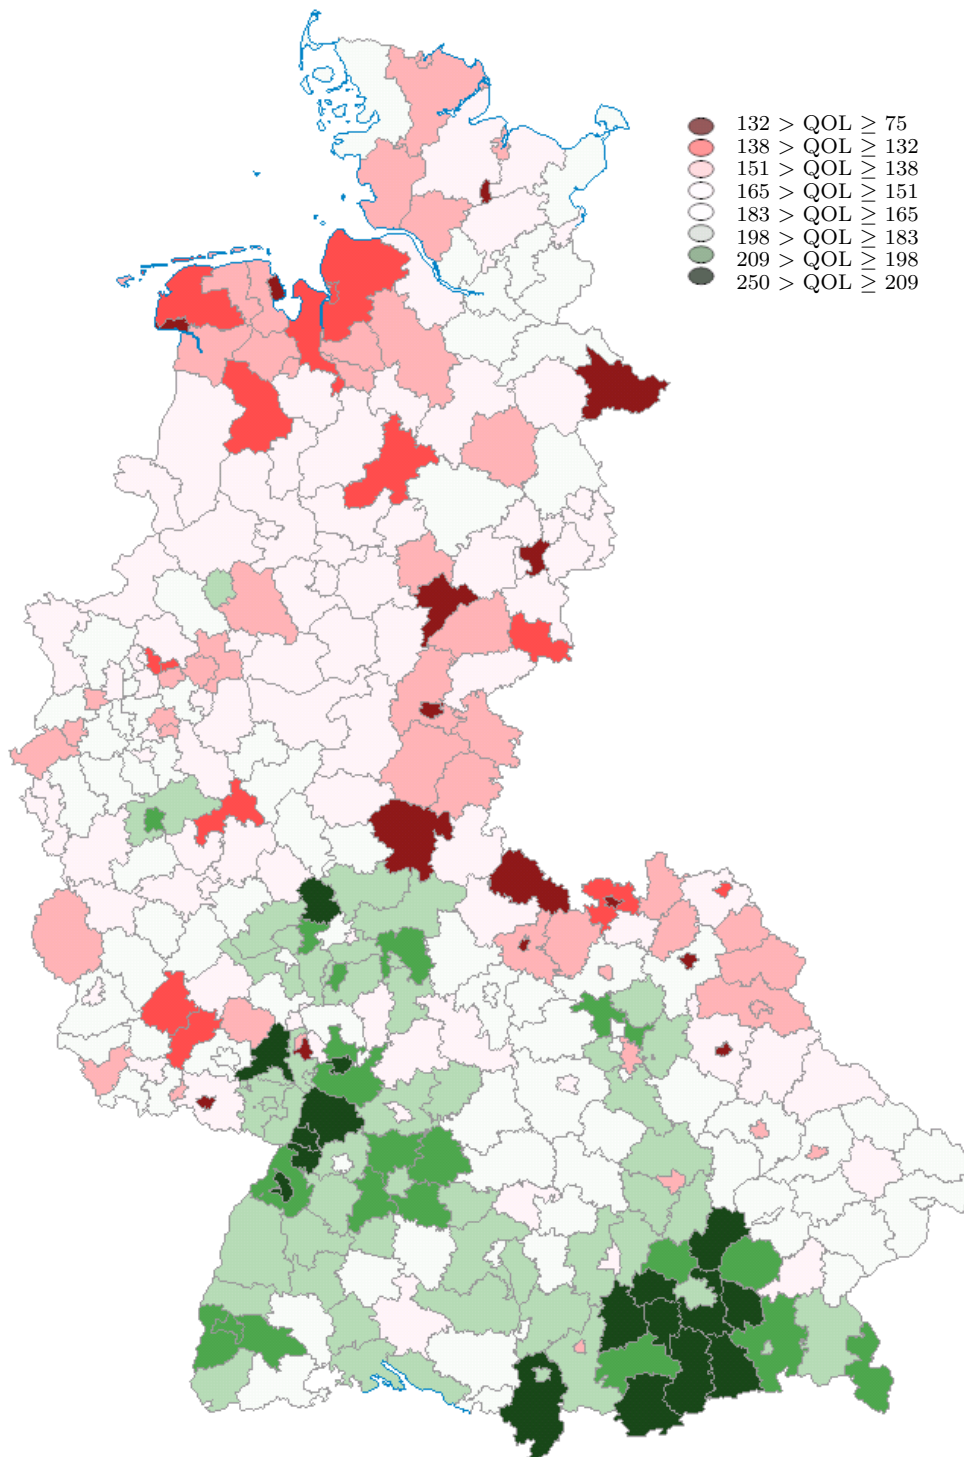 132 > QOL ≥ 75
138 > QOL ≥ 132
151 > QOL ≥ 138
165 > QOL ≥ 151
183 > QOL ≥ 165
198 > QOL ≥ 183
209 > QOL ≥ 198
250 > QOL ≥ 209